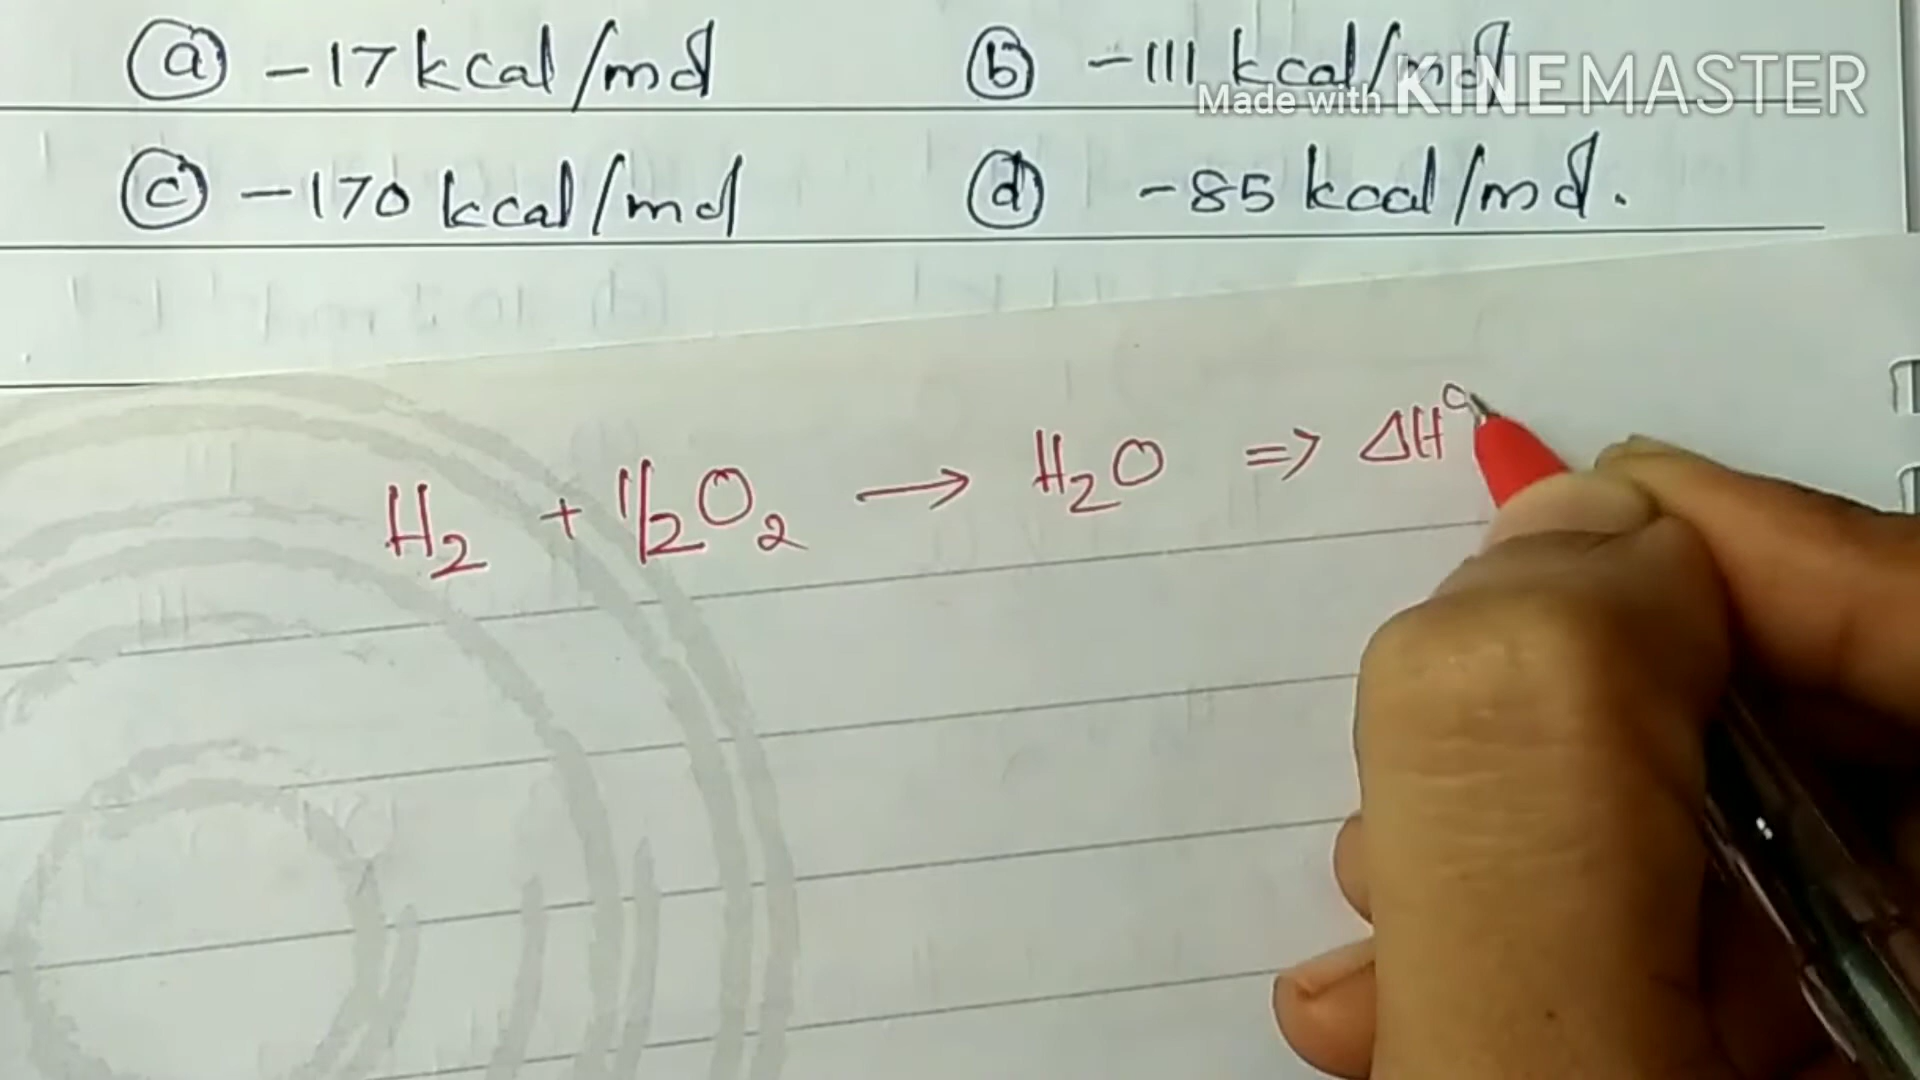 (a) -17 kcal/mol (b) -111 kcal/mol
Made with KINEMASTER
(c) -170 kcal/mol (d) -85 kcal/mol.
H₂ + 1/2O₂ → H₂O ⇒ ΔH°